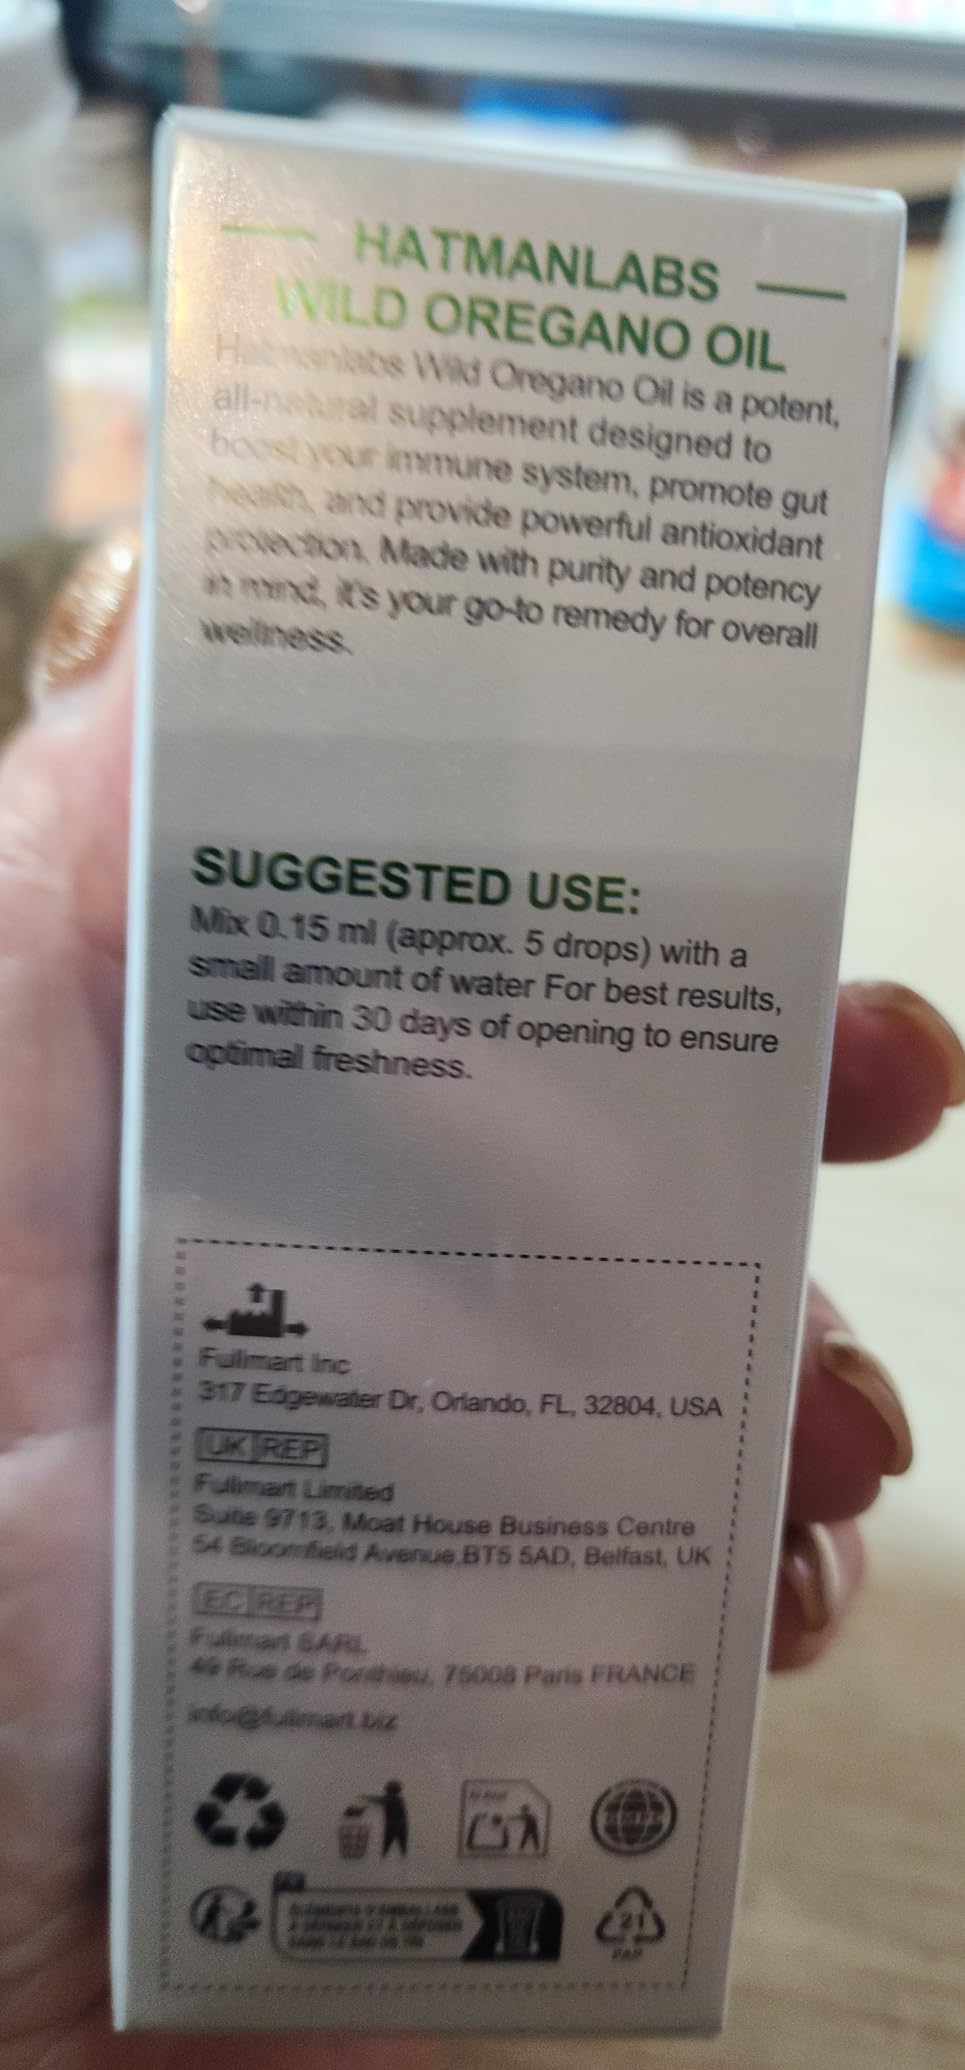 HATMANLABS
WILD OREGANO OIL
Hatmanlabs Wild Oregano Oil is a potent,
all-natural supplement designed to
boost your immune system, promote gut
health, and provide powerful antioxidant
protection. Made with purity and potency
in mind, it's your go-to remedy for overall
wellness.
SUGGESTED USE:
Mix 0.15 ml (approx. 5 drops) with a
small amount of water For best results,
use within 30 days of opening to ensure
optimal freshness.
Fullmart Inc
317 Edgewater Dr, Orlando, FL, 32804, USA
UK REP
Fullmart Limited
Suite 9713, Moat House Business Centre
54 Bloomfield Avenue,BT5 5AD, Belfast, UK
EC REP
Fullmart SARL
49 Rue de Ponthieu, 75008 Paris FRANCE
info@fullmart.biz
21
PAP